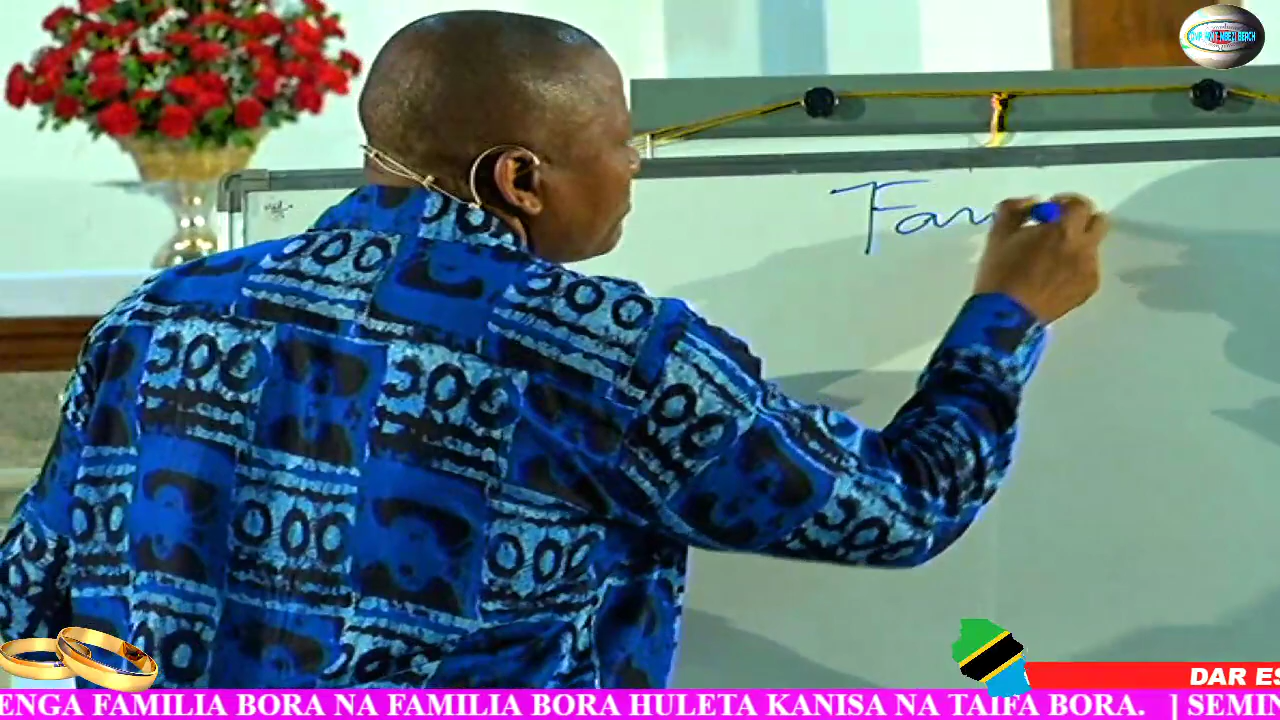 Fam
DAR ES
ENGA FAMILIA BORA NA FAMILIA BORA HULETA KANISA NA TAIFA BORA. | SEMIN